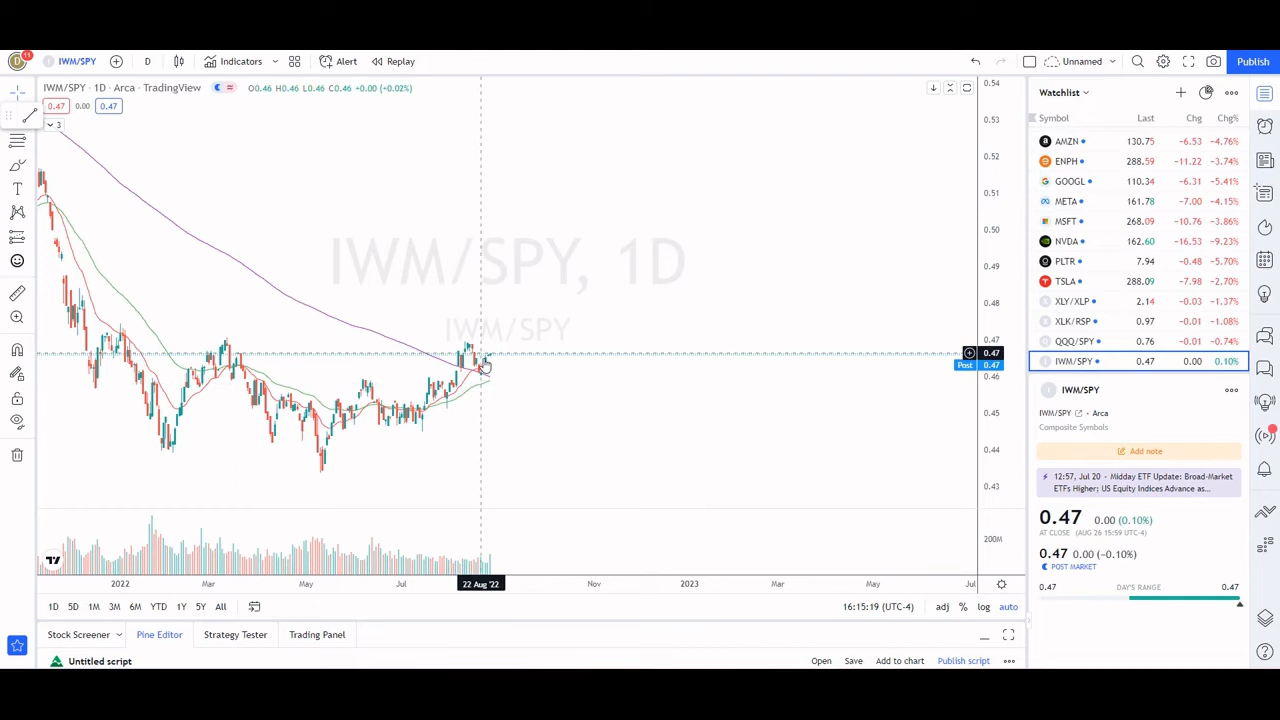 D 11 IWM/SPY D Indicators Alert Replay Unnamed Publish
IWM/SPY · 1D · Arca · TradingView O0.46 H0.46 L0.46 C0.46 +0.00 (+0.02%)
0.47 0.00 0.47
3
IWM/SPY, 1D
IWM/SPY
0.54
0.53
0.52
0.51
0.50
0.49
0.48
0.47
0.47
Post 0.47
0.46
0.45
0.44
0.43
200M
2022 Mar May Jul 22 Aug '22 Nov 2023 Mar May Jul
1D 5D 1M 3M 6M YTD 1Y 5Y All 16:15:19 (UTC-4) adj % log auto
Stock Screener Pine Editor Strategy Tester Trading Panel
Untitled script Open Save Add to chart Publish script
Watchlist
Symbol Last Chg Chg%
AMZN 130.75 −6.53 −4.76%
ENPH 288.59 −11.22 −3.74%
GOOGL 110.34 −6.31 −5.41%
META 161.78 −7.00 −4.15%
MSFT 268.09 −10.76 −3.86%
NVDA 162.60 −16.53 −9.23%
PLTR 7.94 −0.48 −5.70%
TSLA 288.09 −7.98 −2.70%
XLY/XLP 2.14 −0.03 −1.37%
XLK/RSP 0.97 −0.01 −1.08%
QQQ/SPY 0.76 −0.01 −0.74%
IWM/SPY 0.47 0.00 0.10%
IWM/SPY
IWM/SPY · Arca
Composite Symbols
Add note
12:57, Jul 20 · Midday ETF Update: Broad-Market
ETFs Higher; US Equity Indices Advance as...
0.47 0.00 (0.10%)
AT CLOSE (AUG 26 15:59 UTC-4)
0.47 0.00 (−0.10%)
POST MARKET
0.47 DAY'S RANGE 0.47